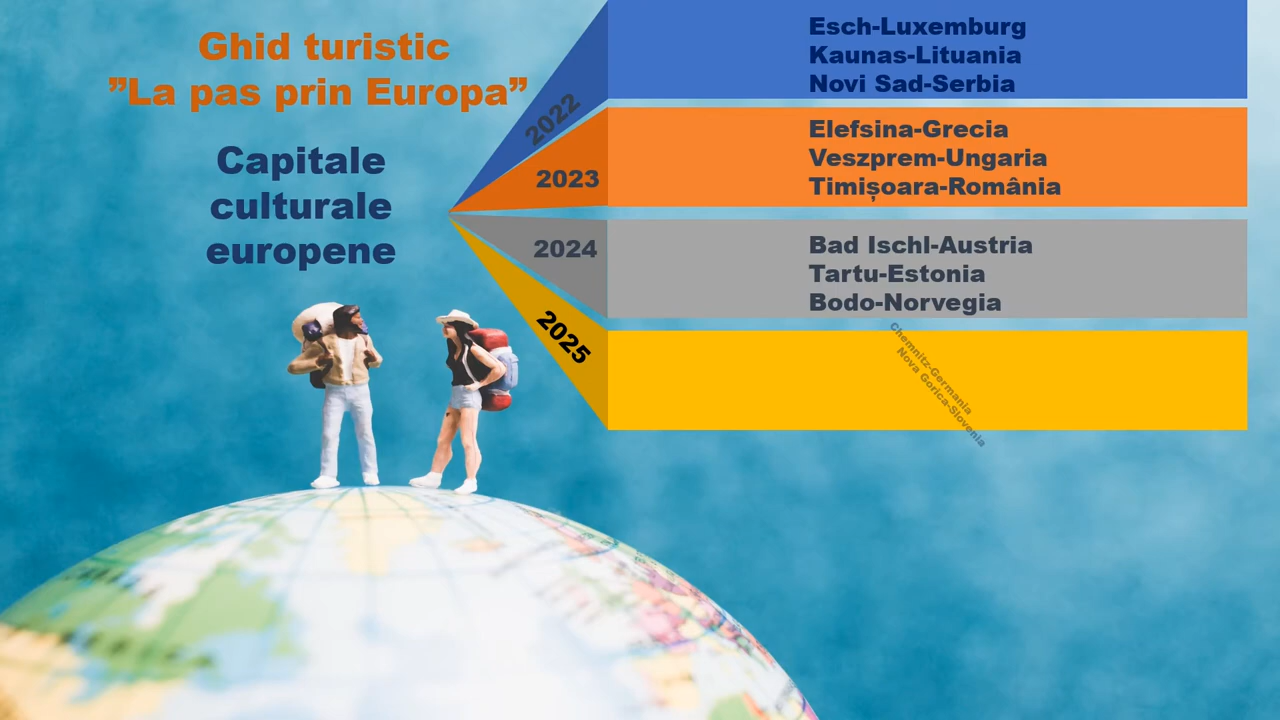 Ghid turistic
”La pas prin Europa”
Capitale
culturale
europene
2022
Esch-Luxemburg
Kaunas-Lituania
Novi Sad-Serbia
2023
Elefsina-Grecia
Veszprem-Ungaria
Timișoara-România
2024
Bad Ischl-Austria
Tartu-Estonia
Bodo-Norvegia
2025
Chemnitz-Germania
Nova Gorica-Slovenia